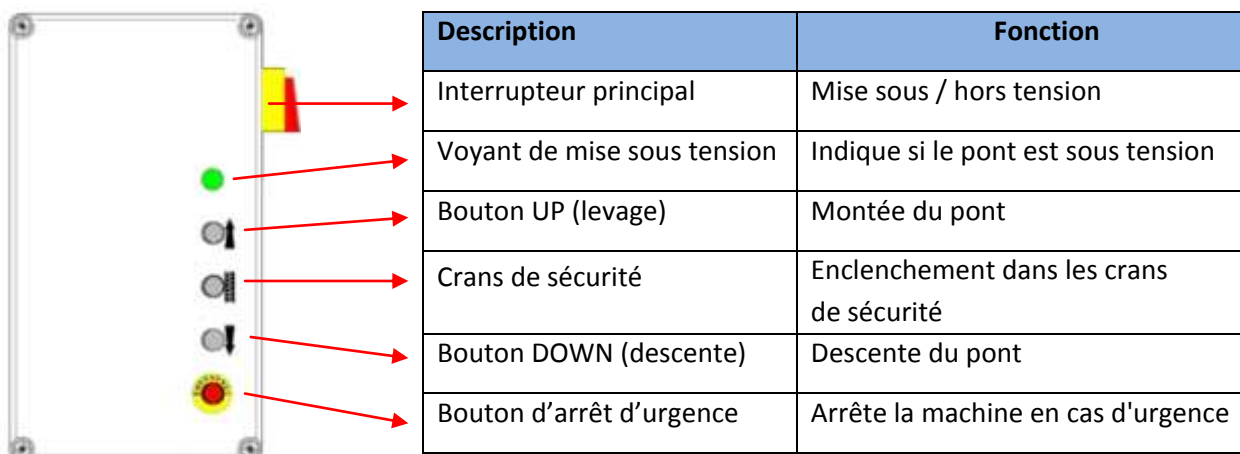 Description Fonction
Interrupteur principal Mise sous / hors tension
Voyant de mise sous tension Indique si le pont est sous tension
Bouton UP (levage) Montée du pont
Crans de sécurité Enclenchement dans les crans
de sécurité
Bouton DOWN (descente) Descente du pont
Bouton d’arrêt d’urgence Arrête la machine en cas d'urgence